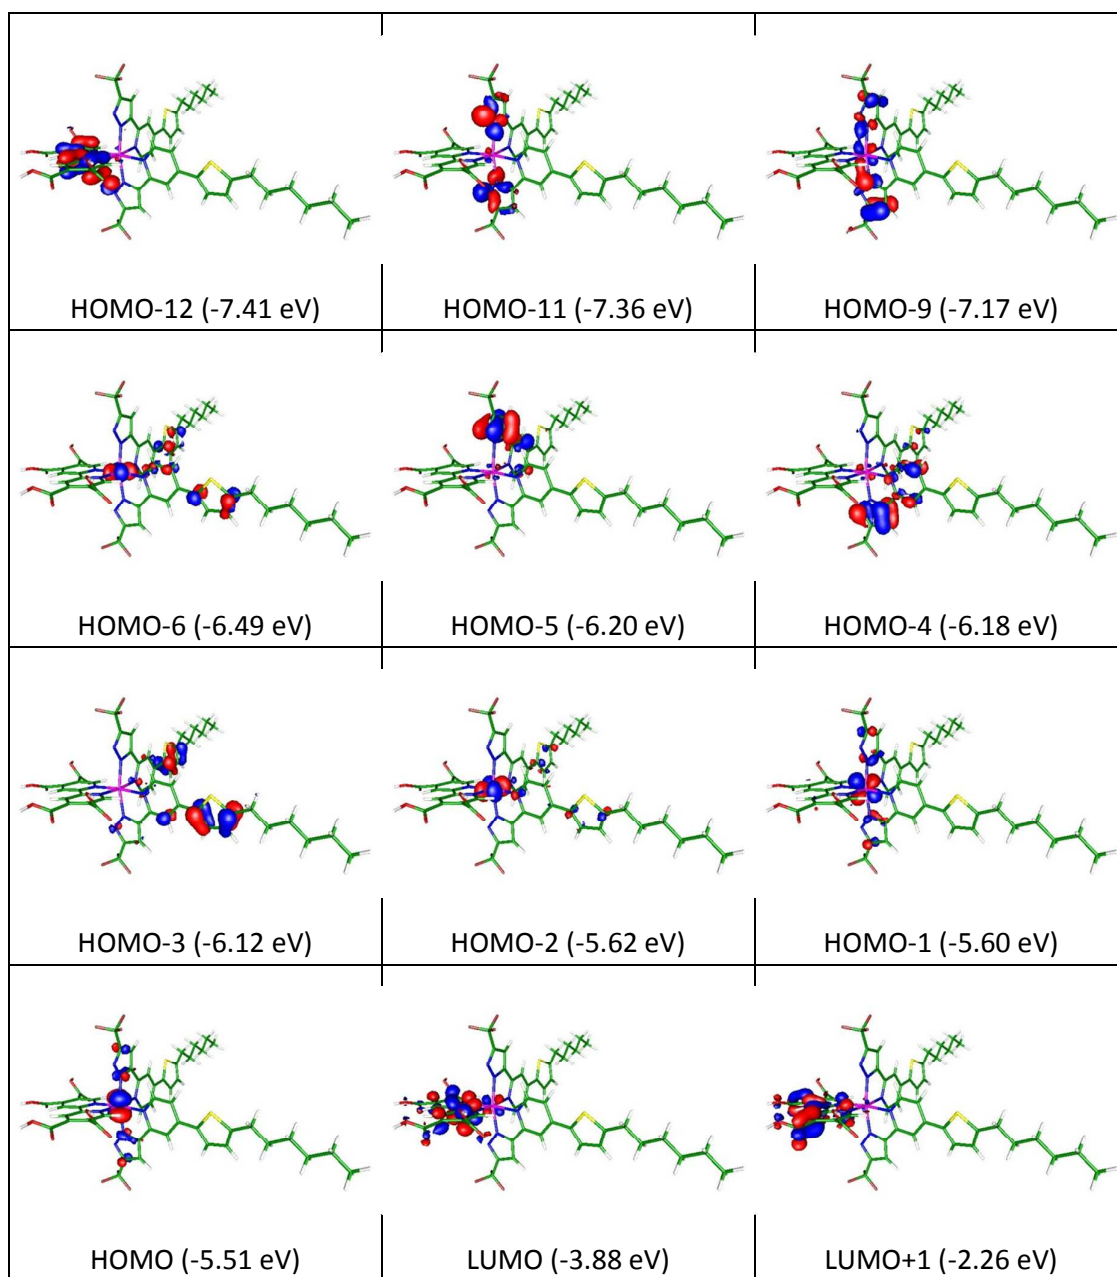 HOMO-12 (-7.41 eV)
HOMO-11 (-7.36 eV)
HOMO-9 (-7.17 eV)
HOMO-6 (-6.49 eV)
HOMO-5 (-6.20 eV)
HOMO-4 (-6.18 eV)
HOMO-3 (-6.12 eV)
HOMO-2 (-5.62 eV)
HOMO-1 (-5.60 eV)
HOMO (-5.51 eV)
LUMO (-3.88 eV)
LUMO+1 (-2.26 eV)